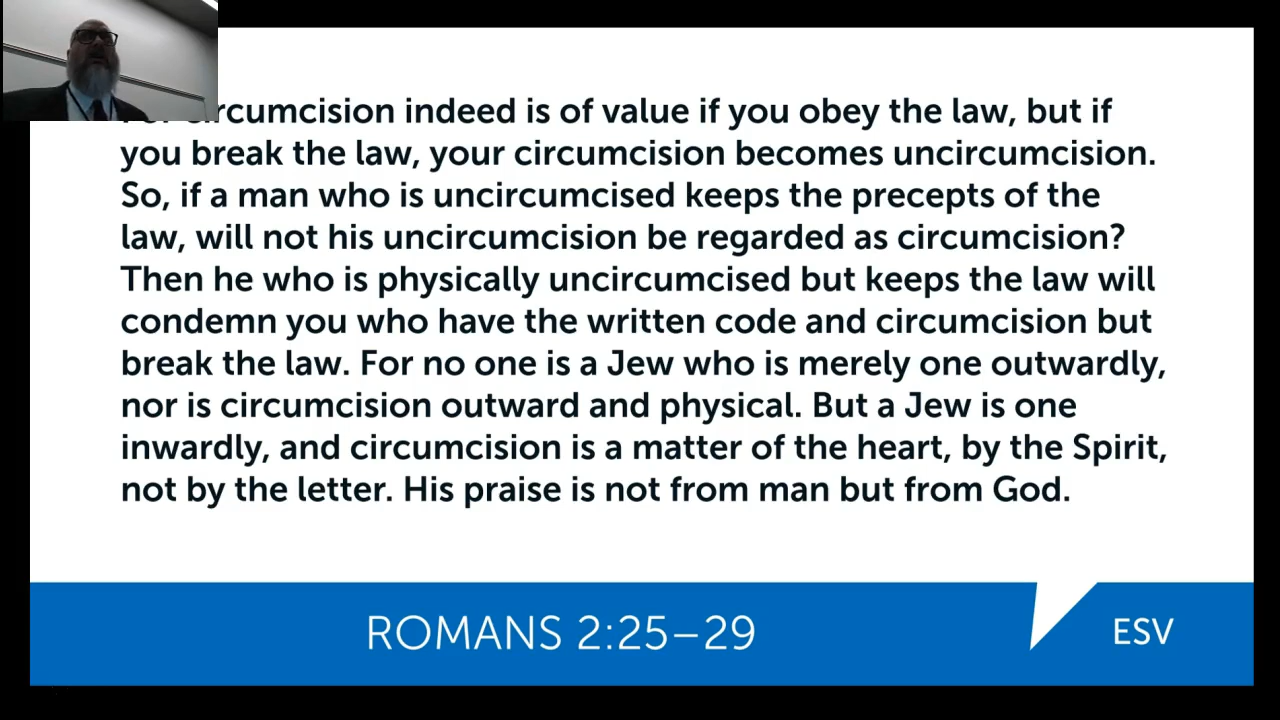 For circumcision indeed is of value if you obey the law, but if
you break the law, your circumcision becomes uncircumcision.
So, if a man who is uncircumcised keeps the precepts of the
law, will not his uncircumcision be regarded as circumcision?
Then he who is physically uncircumcised but keeps the law will
condemn you who have the written code and circumcision but
break the law. For no one is a Jew who is merely one outwardly,
nor is circumcision outward and physical. But a Jew is one
inwardly, and circumcision is a matter of the heart, by the Spirit,
not by the letter. His praise is not from man but from God.
ROMANS 2:25–29
ESV